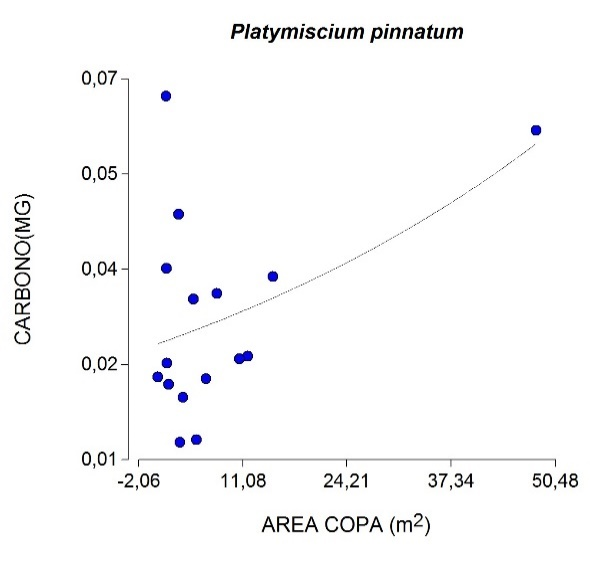 Platymiscium pinnatum
0,07
0,05
0,04
0,02
0,01
CARBONO(MG)
-2,06 11,08 24,21 37,34 50,48
AREA COPA (m²)